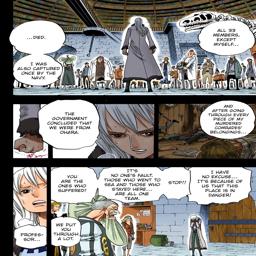 ALL 33
MEMBERS,
EXCEPT
MYSELF...
...DIED.
I WAS
ALSO CAPTURED
ONCE BY THE
NAVY.
THE
GOVERNMENT
CONCLUDED THAT
WE WERE FROM
OHARA.
AND
AFTER GOING
THROUGH EVERY
PIECE OF MY
MURDERED
COMRADES'
BELONGINGS...
I HAVE NO
EXCUSE...
IT'S BECAUSE OF
US THAT THIS
PLACE IS IN
DANGER!
STOP!!
IT'S
NO-ONE'S FAULT.
THOSE WHO WENT
TO SEA AND THOSE
WHO STAYED
HERE...
ARE ALL
ONE TEAM.
YOU ARE
THE ONES
WHO SUFFERED!
WE PUT
YOU
THROUGH
A LOT.
PROFES-
SOR...